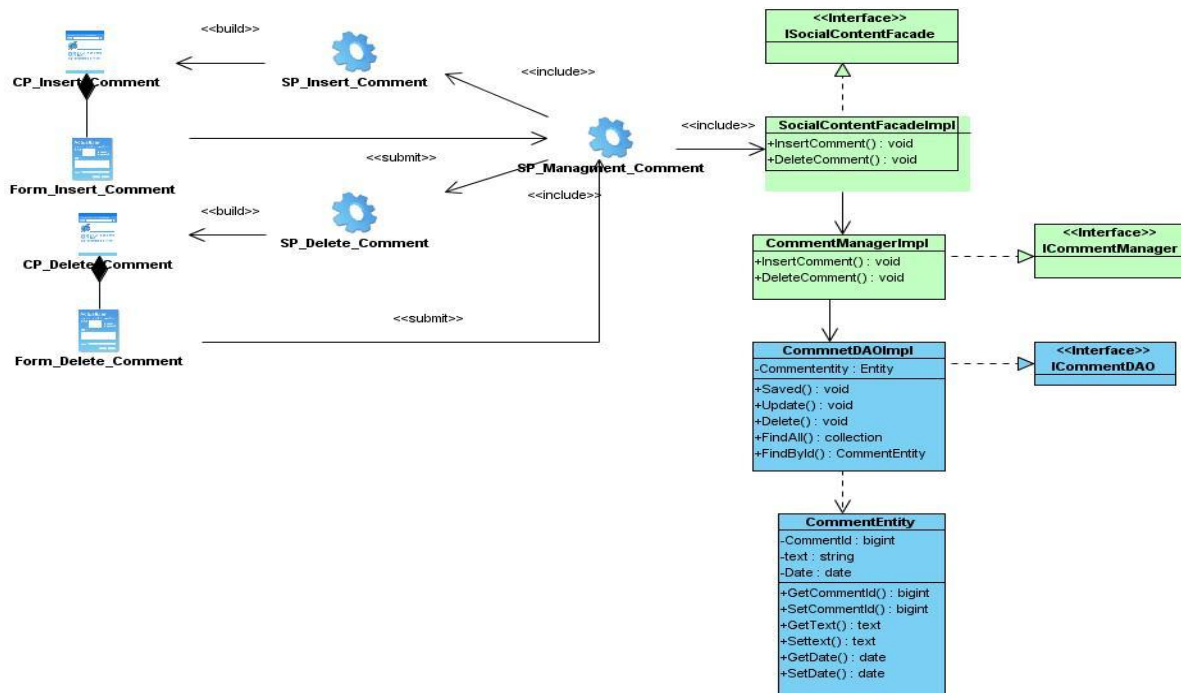 <<build>>
CP_Insert_Comment
SP_Insert_Comment
<<include>>
Form_Insert_Comment
<<submit>>
SP_Managment_Comment
<<include>>
<<include>>
<<build>>
CP_Delete_Comment
SP_Delete_Comment
<<submit>>
Form_Delete_Comment
<<Interface>>
ISocialContentFacade
SocialContentFacadeImpl
+InsertComment() : void
+DeleteComment() : void
CommentManagerImpl
+InsertComment() : void
+DeleteComment() : void
<<Interface>>
ICommentManager
CommnetDAOImpl
-Commententity : Entity
+Saved() : void
+Update() : void
+Delete() : void
+FindAll() : collection
+FindById() : CommentEntity
<<Interface>>
ICommentDAO
CommentEntity
-CommentId : bigint
-text : string
-Date : date
+GetCommentId() : bigint
+SetCommentId() : bigint
+GetText() : text
+Settext() : text
+GetDate() : date
+SetDate() : date